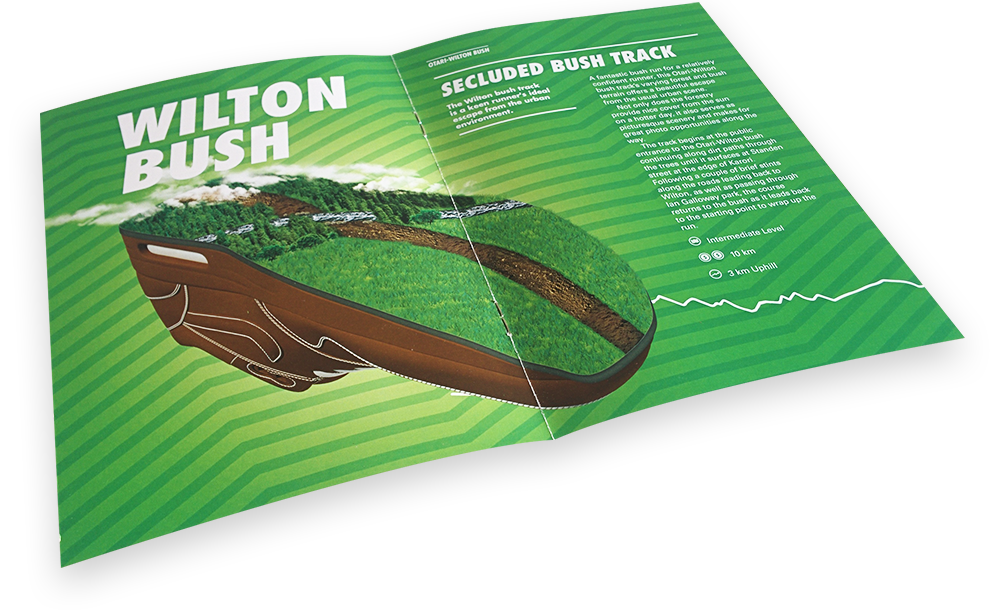 WILTON
BUSH
OTARI-WILTON BUSH
SECLUDED BUSH TRACK
The Wilton bush track
is a keen runner's ideal
escape from the urban
environment.
A fantastic bush run for a relatively
confident runner, this Otari-Wilton
bush track's varying forest and bush
terrain offers a beautiful escape
from the usual urban scene.
Not only does the forestry
provide nice cover from the sun
on a hotter day, it also serves as
picturesque scenery and makes for
great photo opportunities along the
way.
The track begins at the public
entrance to the Otari-Wilton bush
continuing along dirt paths through
the trees until it surfaces at Standen
street at the edge of Karori.
Following a couple of brief stints
along the roads leading back to
Wilton, as well as passing through
Ian Galloway park, the course
returns to the bush as it leads back
to the starting point to wrap up the
run.
Intermediate Level
10 km
3 km Uphill